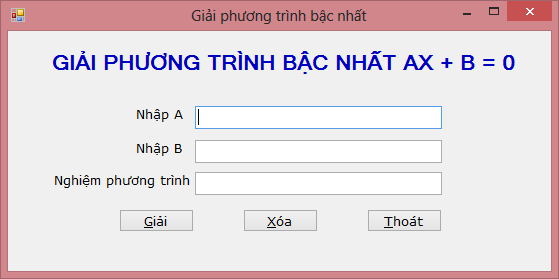 Giải phương trình bậc nhất
GIẢI PHƯƠNG TRÌNH BẬC NHẤT AX + B = 0
Nhập A
Nhập B
Nghiệm phương trình
Giải Xóa Thoát